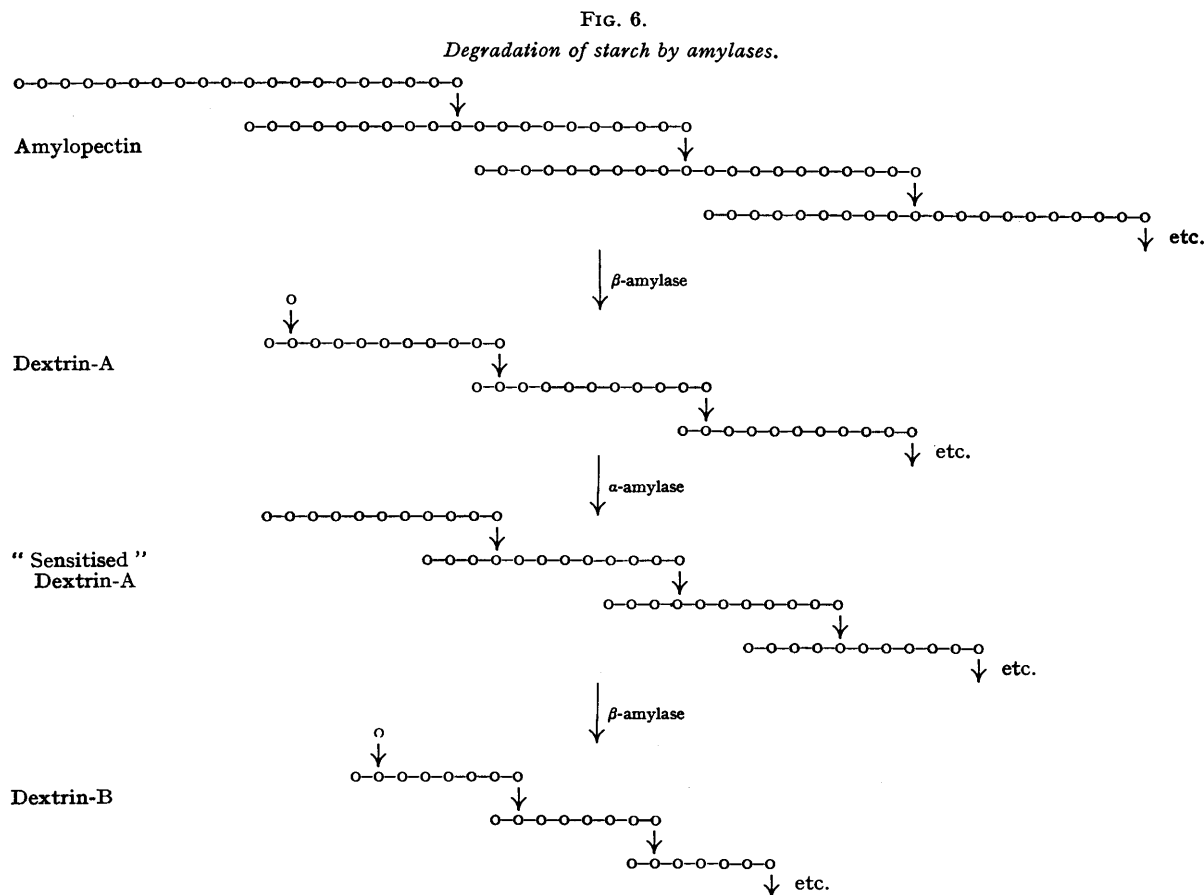 FIG. 6.
Degradation of starch by amylases.
Amylopectin
etc.
β-amylase
Dextrin-A
etc.
α-amylase
“ Sensitised ”
Dextrin-A
etc.
β-amylase
Dextrin-B
etc.